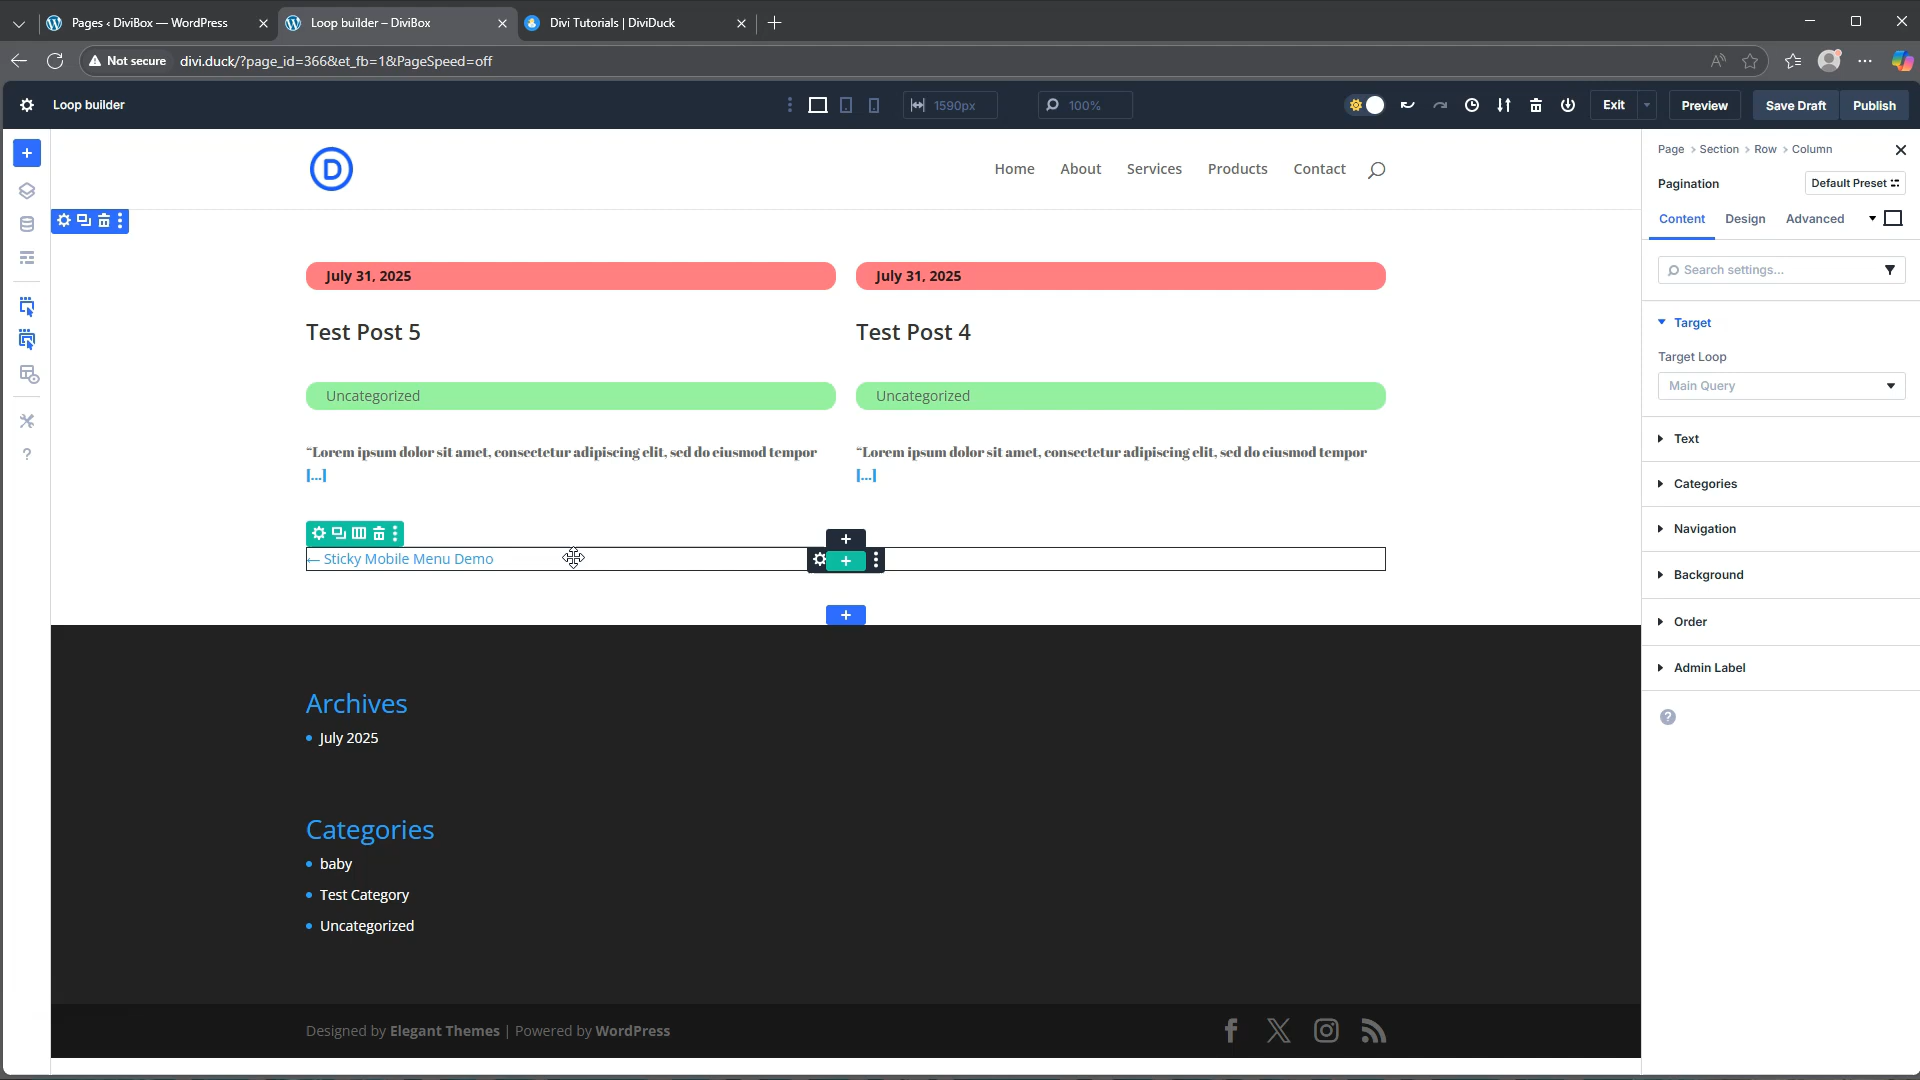 Pages ‹ DiviBox — WordPress
Loop builder – DiviBox
Divi Tutorials | DiviDuck
Not secure
divi.duck/?page_id=366&et_fb=1&PageSpeed=off
Loop builder
1590px
100%
Exit
Preview
Save Draft
Publish
D
Home
About
Services
Products
Contact
Page
Section
Row
Column
Pagination
Default Preset
Content
Design
Advanced
Search settings...
Target
Target Loop
Main Query
Text
Categories
Navigation
Background
Order
Admin Label
?
July 31, 2025
July 31, 2025
Test Post 5
Test Post 4
Uncategorized
Uncategorized
“Lorem ipsum dolor sit amet, consectetur adipiscing elit, sed do eiusmod tempor
[...]
“Lorem ipsum dolor sit amet, consectetur adipiscing elit, sed do eiusmod tempor
[...]
← Sticky Mobile Menu Demo
Archives
July 2025
Categories
baby
Test Category
Uncategorized
Designed by Elegant Themes | Powered by WordPress